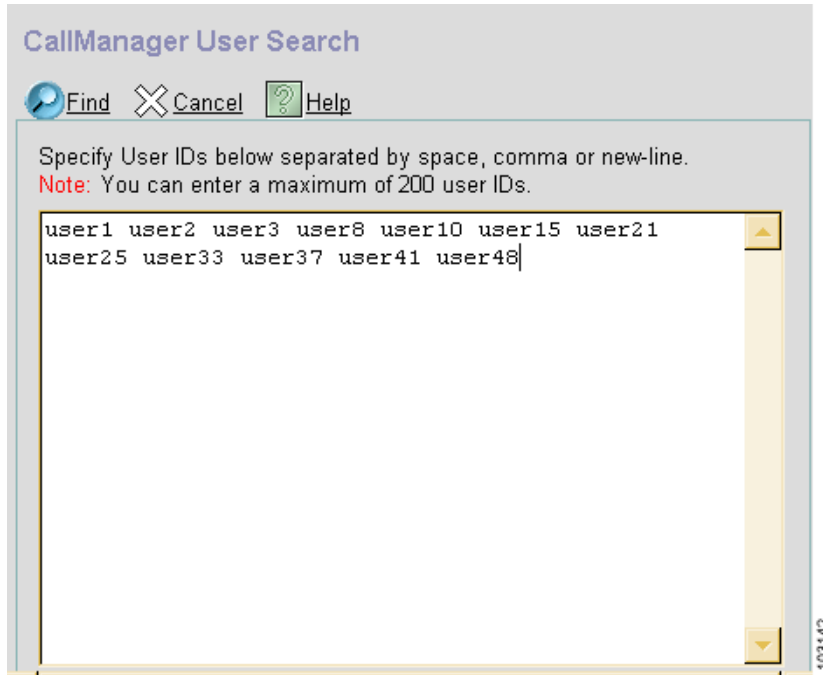 CallManager User Search
Find Cancel Help
Specify User IDs below separated by space, comma or new-line.
Note: You can enter a maximum of 200 user IDs.
user1 user2 user3 user8 user10 user15 user21
user25 user33 user37 user41 user48